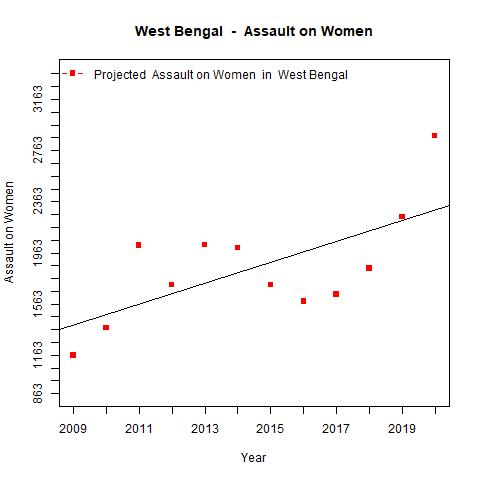 West Bengal - Assault on Women
Projected Assault on Women in West Bengal
3163
2763
2363
1963
1563
1163
863
Assault on Women
2009 2011 2013 2015 2017 2019
Year